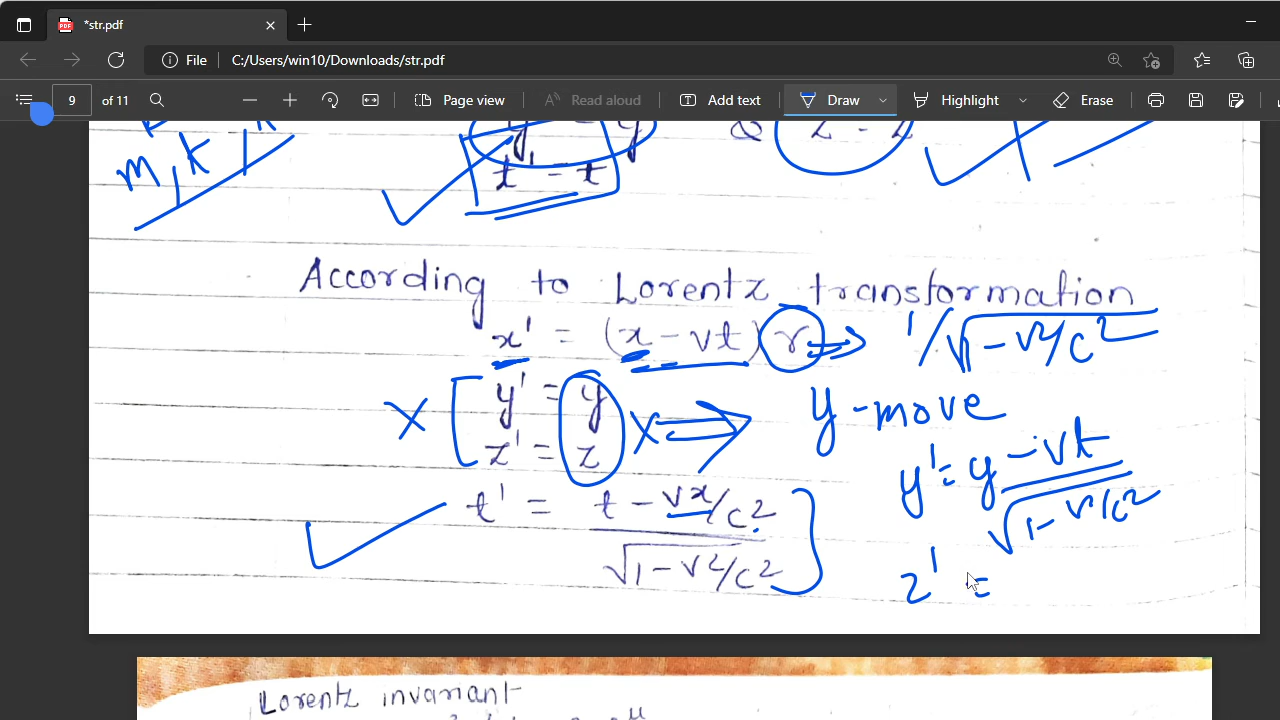 *str.pdf
File C:/Users/win10/Downloads/str.pdf
9 of 11 Page view Read aloud Add text Draw Highlight Erase
m, k
t - t
According to Lorentz transformation
x' = (x - vt) r → 1/√1-v²/c²
[ y' = y x ⇒ y-move
z' = z
y' = y - vt
t' = t - vx/c²
√1 - v²/c²
√1 - v²/c²
z' =
Lorentz invariant